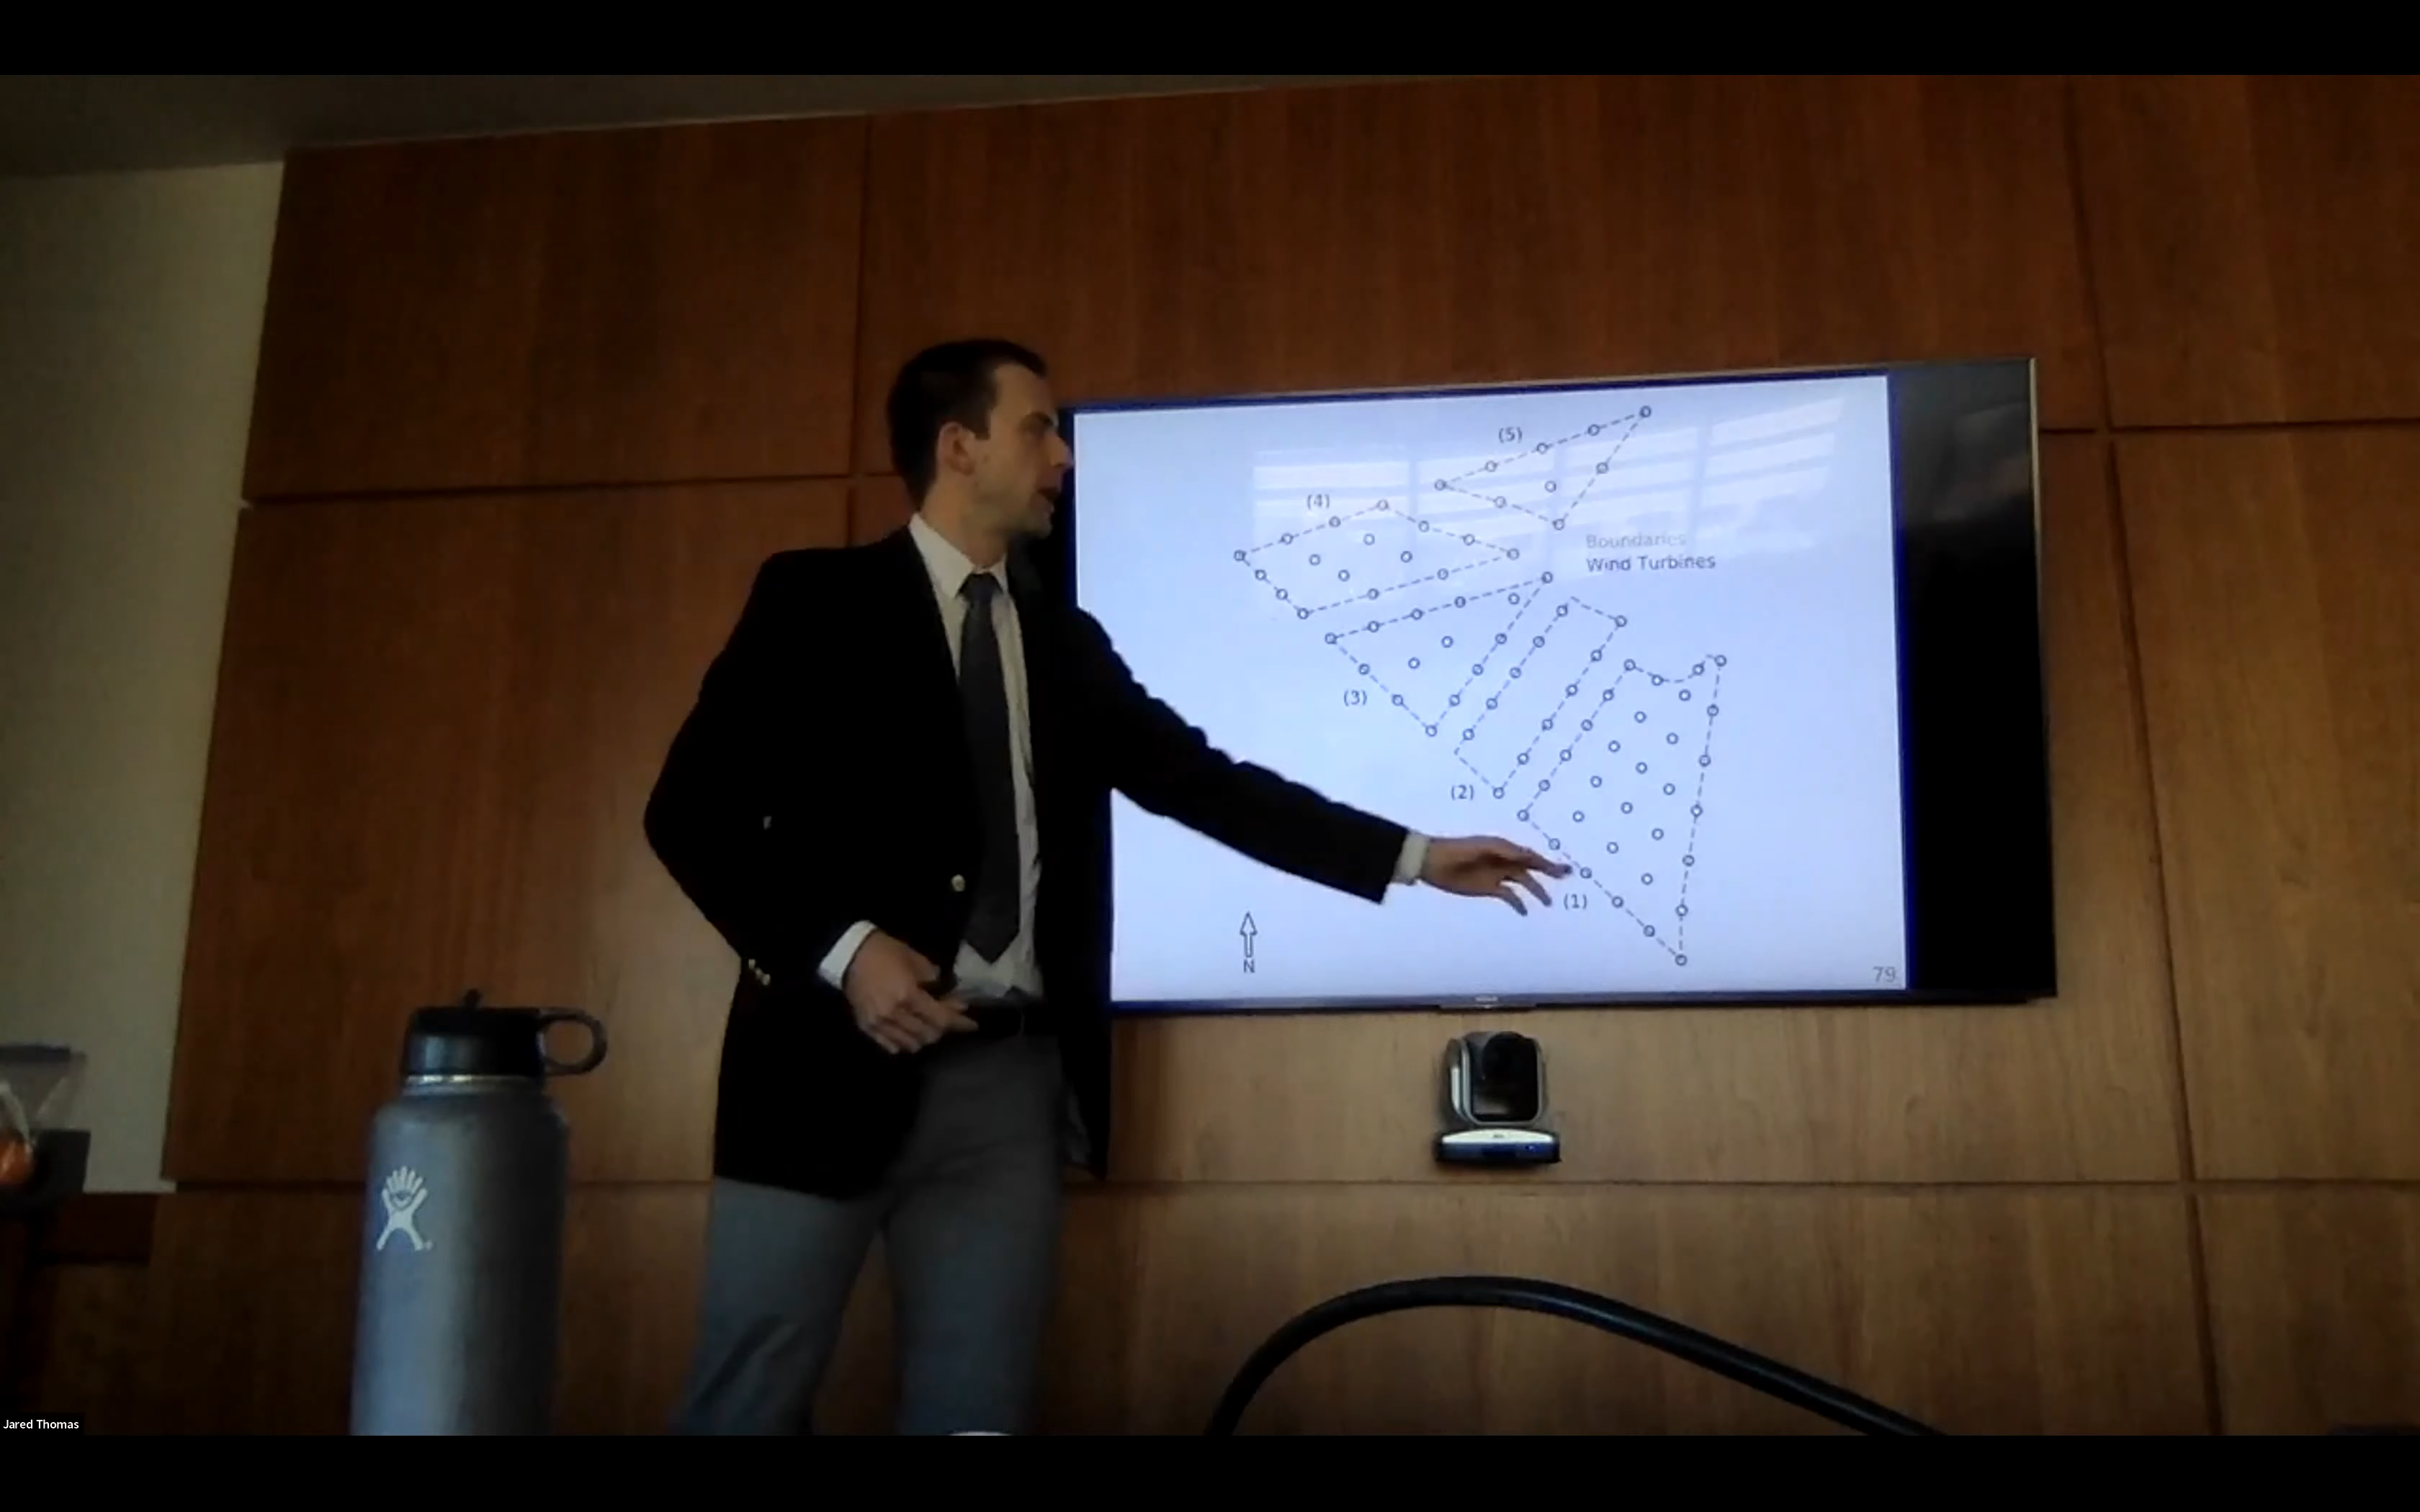 (5)
(4)
Boundaries
Wind Turbines
(3)
(2)
(1)
N
79
Jared Thomas